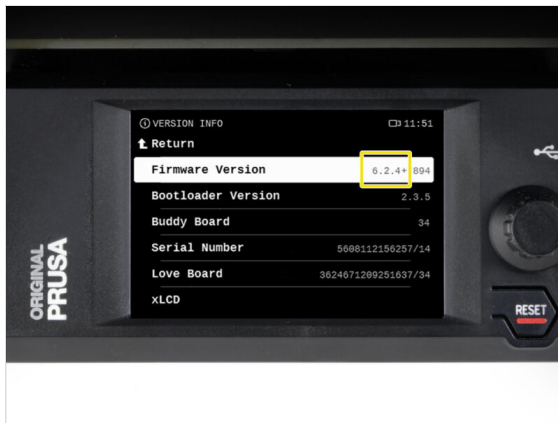 VERSION INFO 11:51
Return
Firmware Version 6.2.4+894
Bootloader Version 2.3.5
Buddy Board 34
Serial Number 5608112156257/14
Love Board 3624671209251637/34
xLCD
ORIGINAL
PRUSA
RESET